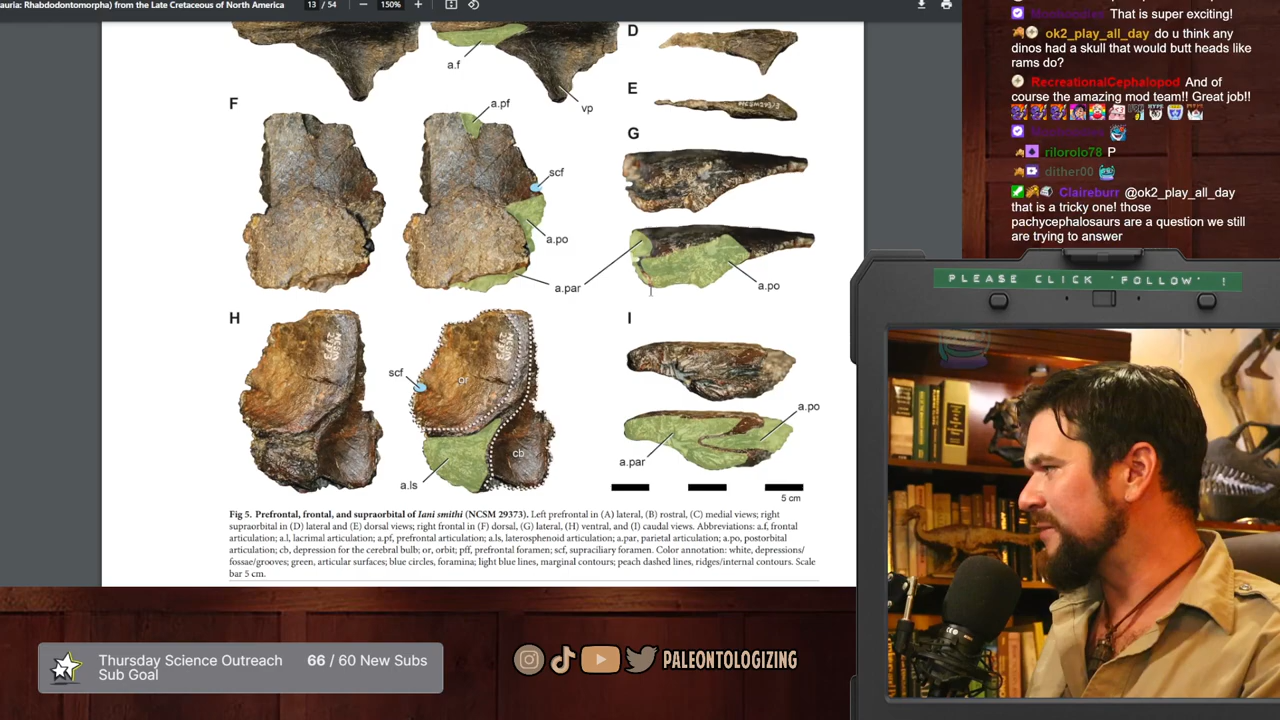 auria: Rhabdodontomorpha) from the Late Cretaceous of North America
13 / 54
150%
a.f
vp
D
E
F
a.pf
scf
a.po
a.par
G
a.po
H
scf
or
cb
a.ls
I
a.po
a.par
5 cm
Fig 5. Prefrontal, frontal, and supraorbital of Iani smithi (NCSM 29373). Left prefrontal in (A) lateral, (B) rostral, (C) medial views; right
supraorbital in (D) lateral and (E) dorsal views; right frontal in (F) dorsal, (G) lateral, (H) ventral, and (I) caudal views. Abbreviations: a.f, frontal
articulation; a.l, lacrimal articulation; a.pf, prefrontal articulation; a.ls, laterosphenoid articulation; a.par, parietal articulation; a.po, postorbital
articulation; cb, depression for the cerebral bulb; or, orbit; pff, prefrontal foramen; scf, supraciliary foramen. Color annotation: white, depressions/
fossae/grooves; green, articular surfaces; blue circles, foramina; light blue lines, marginal contours; peach dashed lines, ridges/internal contours. Scale
bar 5 cm.
That is super exciting!
ok2_play_all_day do u think any
dinos had a skull that would butt heads like
rams do?
RecreationalCephalopod And of
course the amazing mod team!! Great job!!
rilorolo78 P
dither00
Claireburr @ok2_play_all_day
that is a tricky one! those
pachycephalosaurs are a question we still
are trying to answer
PLEASE CLICK 'FOLLOW' !
Thursday Science Outreach 66 / 60 New Subs
Sub Goal
PALEONTOLOGIZING